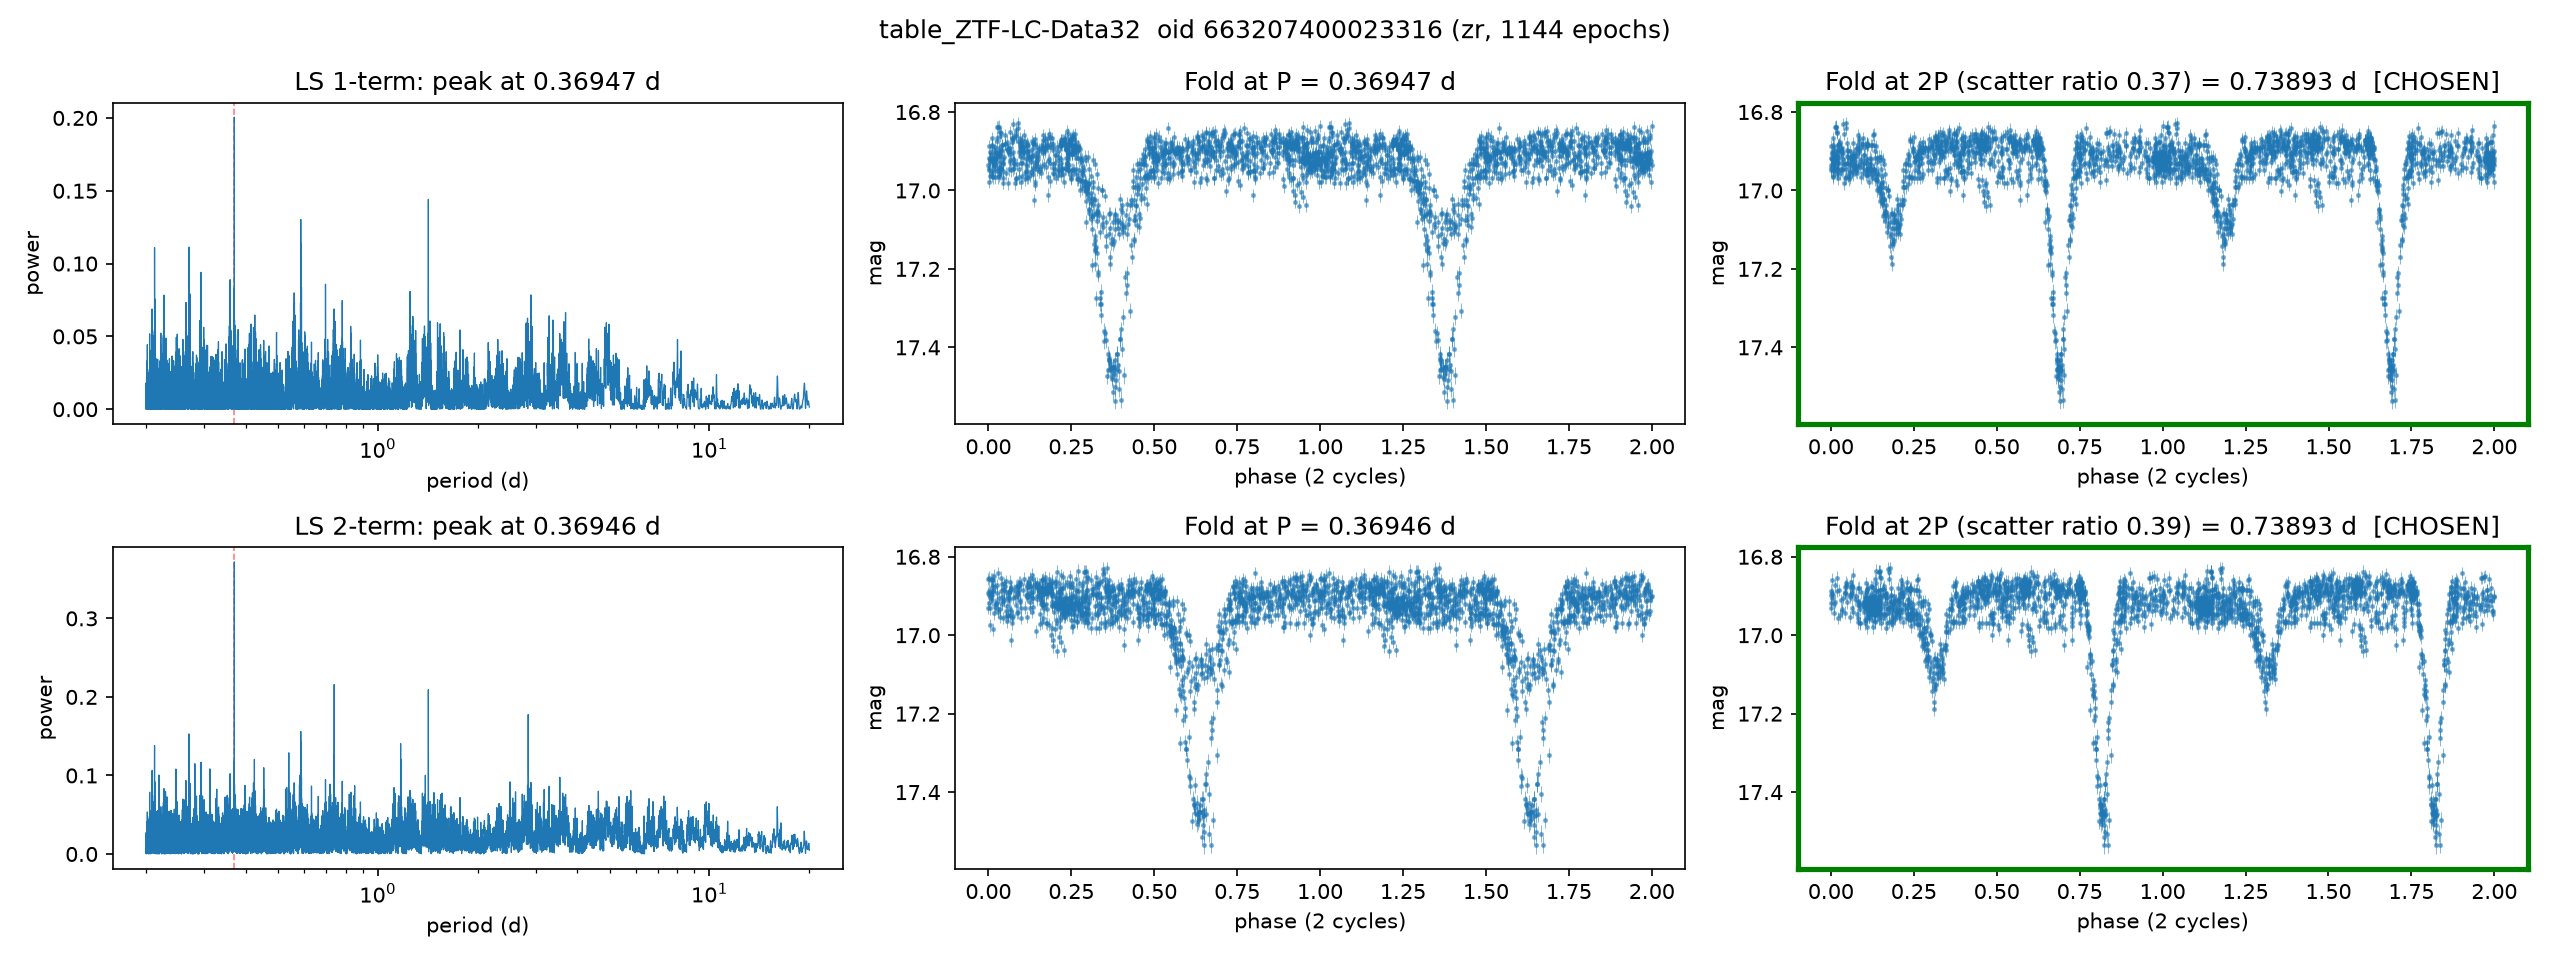 table_ZTF-LC-Data32 oid 663207400023316 (zr, 1144 epochs)
LS 1-term: peak at 0.36947 d
power
0.20
0.15
0.10
0.05
0.00
10⁰
10¹
period (d)
Fold at P = 0.36947 d
mag
16.8
17.0
17.2
17.4
0.00 0.25 0.50 0.75 1.00 1.25 1.50 1.75 2.00
phase (2 cycles)
Fold at 2P (scatter ratio 0.37) = 0.73893 d [CHOSEN]
mag
16.8
17.0
17.2
17.4
0.00 0.25 0.50 0.75 1.00 1.25 1.50 1.75 2.00
phase (2 cycles)
LS 2-term: peak at 0.36946 d
power
0.3
0.2
0.1
0.0
10⁰
10¹
period (d)
Fold at P = 0.36946 d
mag
16.8
17.0
17.2
17.4
0.00 0.25 0.50 0.75 1.00 1.25 1.50 1.75 2.00
phase (2 cycles)
Fold at 2P (scatter ratio 0.39) = 0.73893 d [CHOSEN]
mag
16.8
17.0
17.2
17.4
0.00 0.25 0.50 0.75 1.00 1.25 1.50 1.75 2.00
phase (2 cycles)